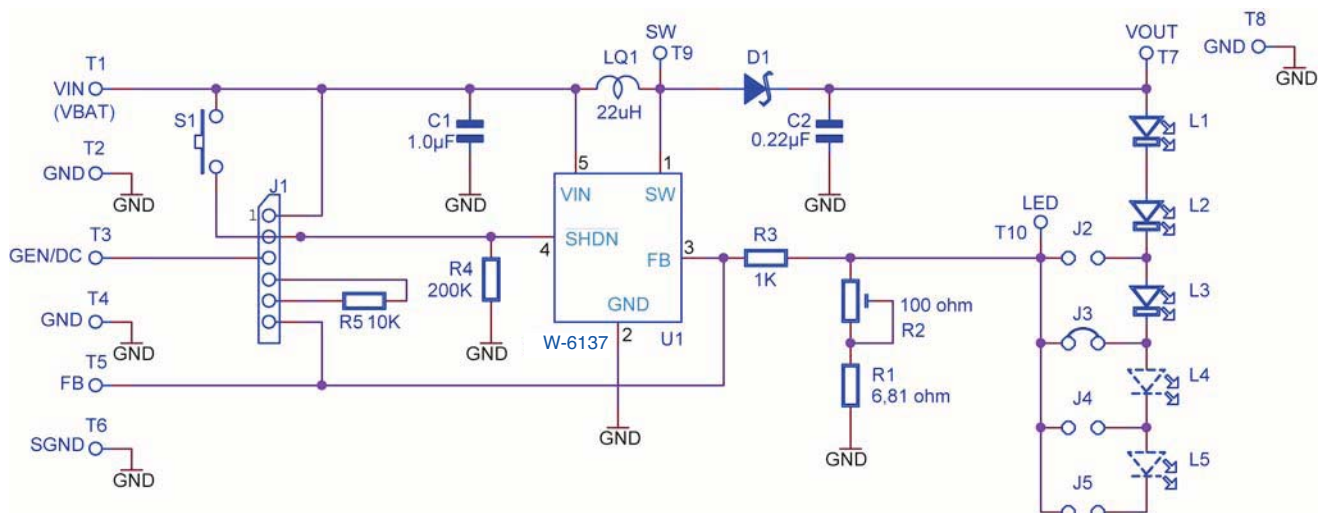 T1
VIN
(VBAT)
S1
T2
GND
GND
T3
GEN/DC
T4
GND
GND
T5
FB
T6
SGND
GND
J1
1
R5 10K
C1
1.0µF
GND
R4
200K
GND
LQ1
22uH
SW
T9
D1
5
1
VIN
SW
4
SHDN
3
FB
GND
2
W-6137
U1
GND
C2
0.22µF
GND
R3
1K
100 ohm
R2
R1
6,81 ohm
GND
LED
T10
J2
J3
J4
J5
VOUT
T7
L1
L2
L3
L4
L5
T8
GND
GND